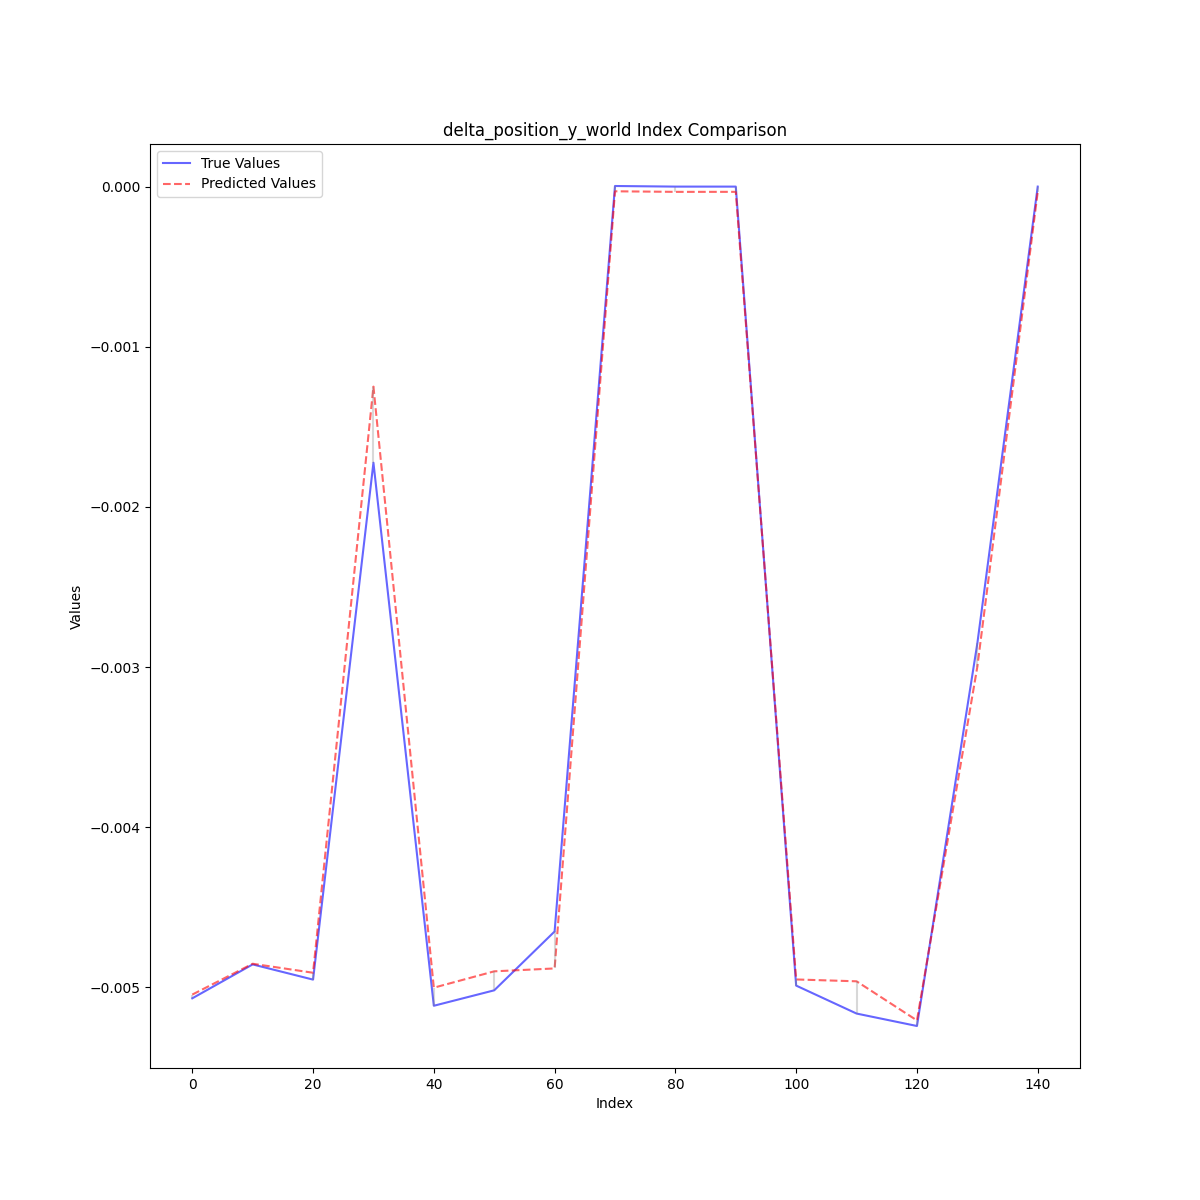 delta_position_y_world Index Comparison
True Values
Predicted Values
0.000
−0.001
−0.002
−0.003
−0.004
−0.005
Values
0 20 40 60 80 100 120 140
Index